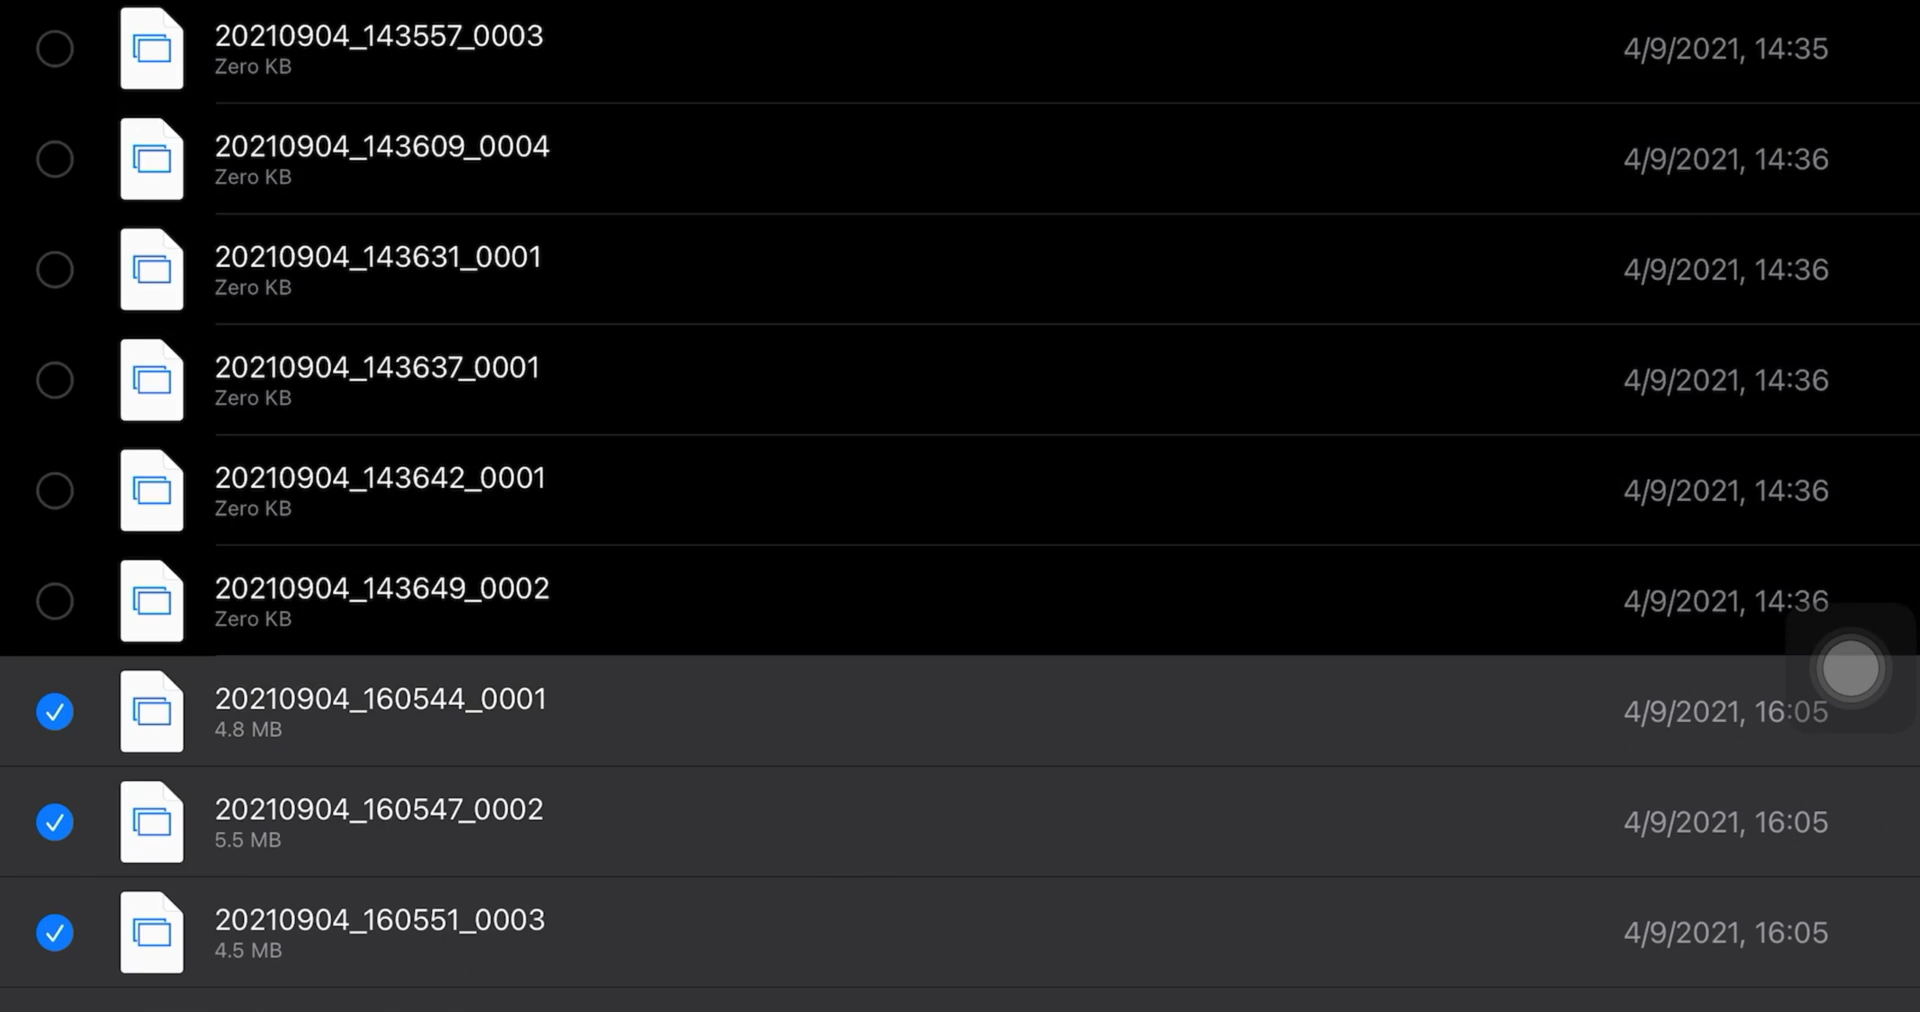 20210904_143557_0003
Zero KB
4/9/2021, 14:35
20210904_143609_0004
Zero KB
4/9/2021, 14:36
20210904_143631_0001
Zero KB
4/9/2021, 14:36
20210904_143637_0001
Zero KB
4/9/2021, 14:36
20210904_143642_0001
Zero KB
4/9/2021, 14:36
20210904_143649_0002
Zero KB
4/9/2021, 14:36
20210904_160544_0001
4.8 MB
4/9/2021, 16:05
20210904_160547_0002
5.5 MB
4/9/2021, 16:05
20210904_160551_0003
4.5 MB
4/9/2021, 16:05